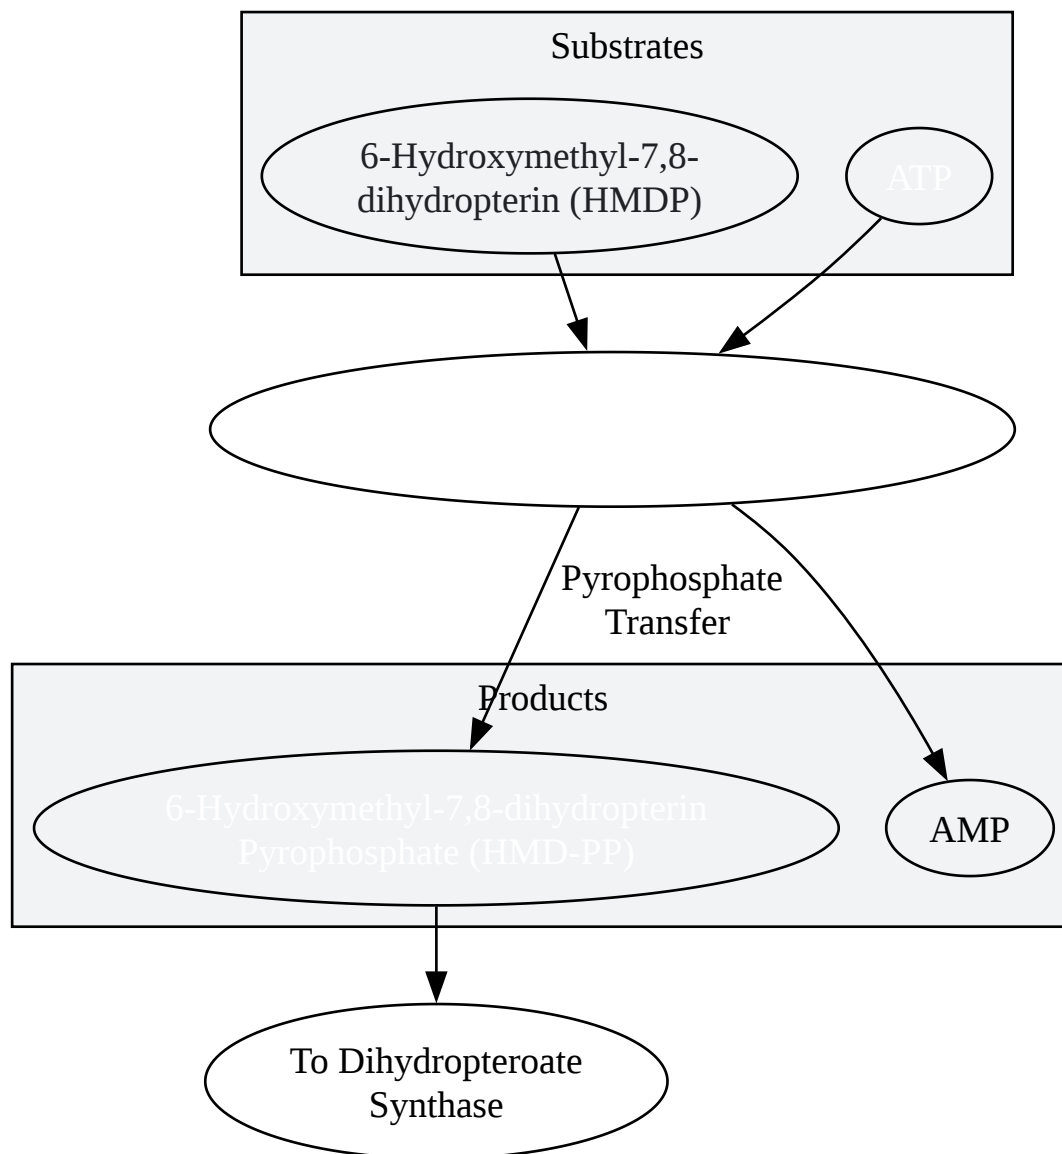 Substrates
6-Hydroxymethyl-7,8-
dihydropterin (HMDP)
ATP
Pyrophosphate
Transfer
Products
6-Hydroxymethyl-7,8-dihydropterin
Pyrophosphate (HMD-PP)
AMP
To Dihydropteroate
Synthase